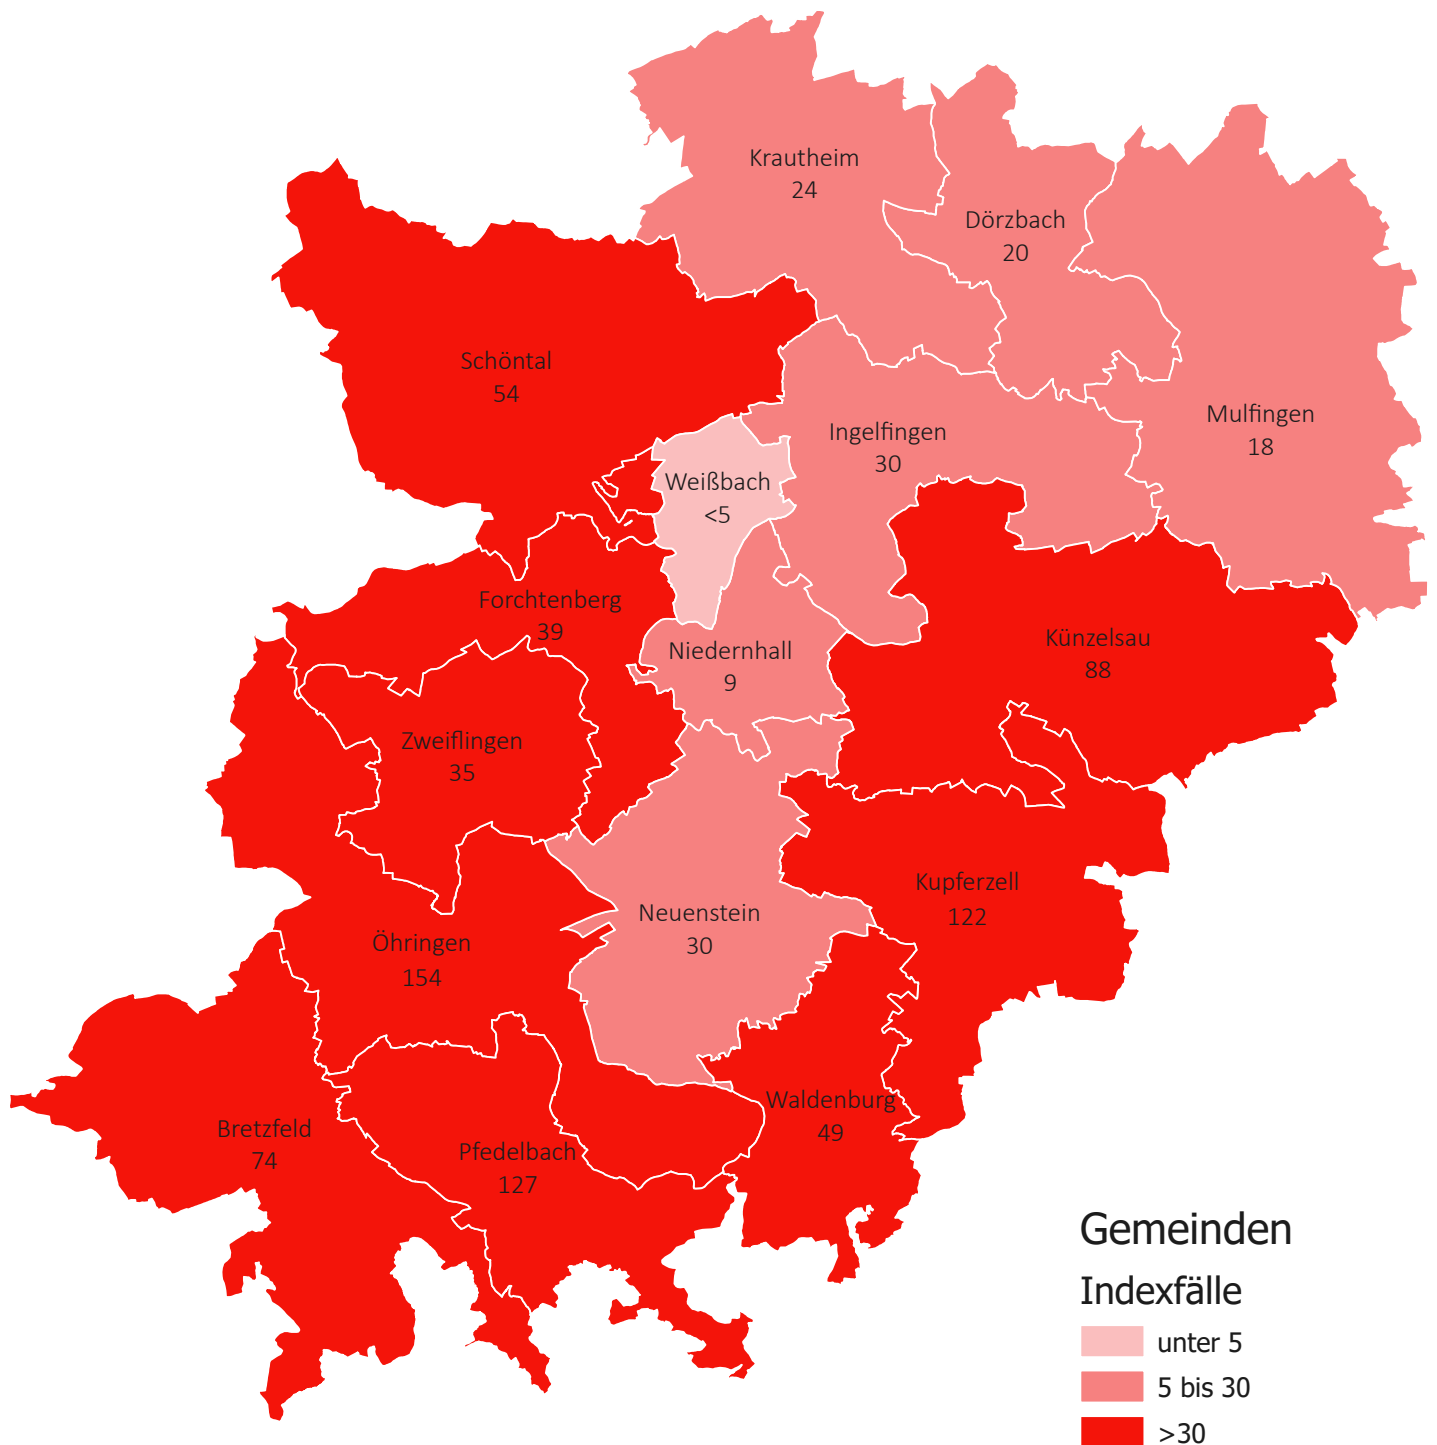 Krautheim
24
Dörzbach
20
Schöntal
54
Mulfingen
18
Ingelfingen
30
Weißbach
<5
Forchtenberg
39
Niedernhall
9
Künzelsau
88
Zweiflingen
35
Kupferzell
122
Neuenstein
30
Öhringen
154
Waldenburg
49
Bretzfeld
74
Pfedelbach
127
Gemeinden
Indexfälle
unter 5
5 bis 30
>30